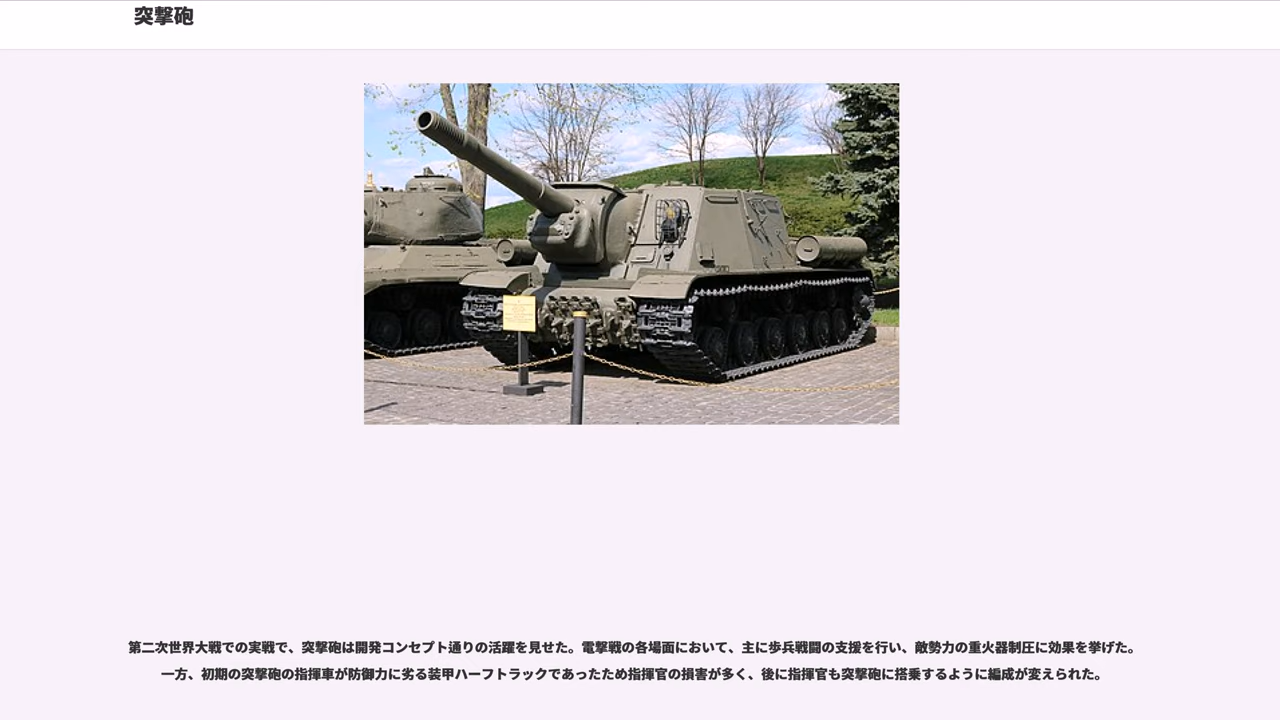 突撃砲
第二次世界大戦での実戦で、突撃砲は開発コンセプト通りの活躍を見せた。電撃戦の各場面において、主に歩兵戦闘の支援を行い、敵勢力の重火器制圧に効果を挙げた。
一方、初期の突撃砲の指揮車が防御力に劣る装甲ハーフトラックであったため指揮官の損害が多く、後に指揮官も突撃砲に搭乗するように編成が変えられた。